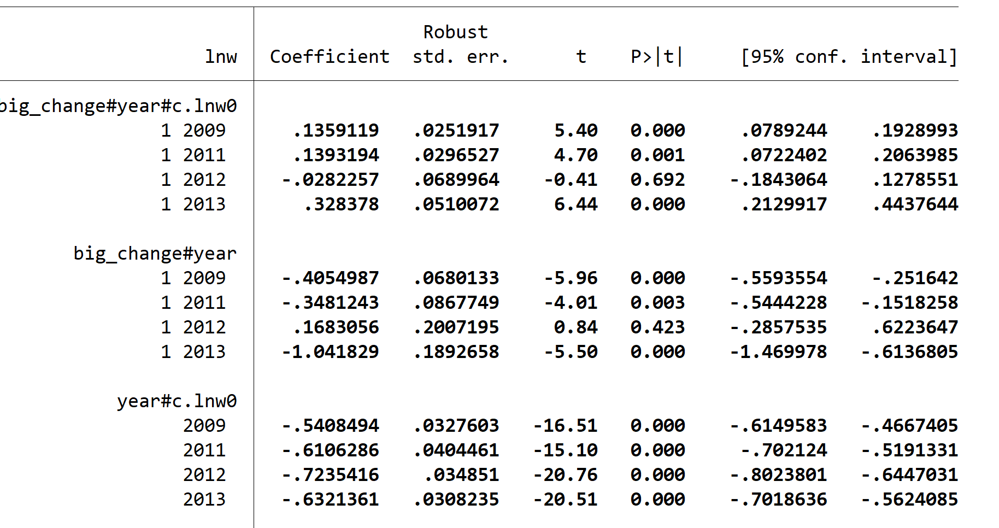 Robust
lnw Coefficient std. err. t P>|t| [95% conf. interval]
big_change#year#c.lnw0
1 2009 .1359119 .0251917 5.40 0.000 .0789244 .1928993
1 2011 .1393194 .0296527 4.70 0.001 .0722402 .2063985
1 2012 -.0282257 .0689964 -0.41 0.692 -.1843064 .1278551
1 2013 .328378 .0510072 6.44 0.000 .2129917 .4437644
big_change#year
1 2009 -.4054987 .0680133 -5.96 0.000 -.5593554 -.251642
1 2011 -.3481243 .0867749 -4.01 0.003 -.5444228 -.1518258
1 2012 .1683056 .2007195 0.84 0.423 -.2857535 .6223647
1 2013 -1.041829 .1892658 -5.50 0.000 -1.469978 -.6136805
year#c.lnw0
2009 -.5408494 .0327603 -16.51 0.000 -.6149583 -.4667405
2011 -.6106286 .0404461 -15.10 0.000 -.702124 -.5191331
2012 -.7235416 .034851 -20.76 0.000 -.8023801 -.6447031
2013 -.6321361 .0308235 -20.51 0.000 -.7018636 -.5624085